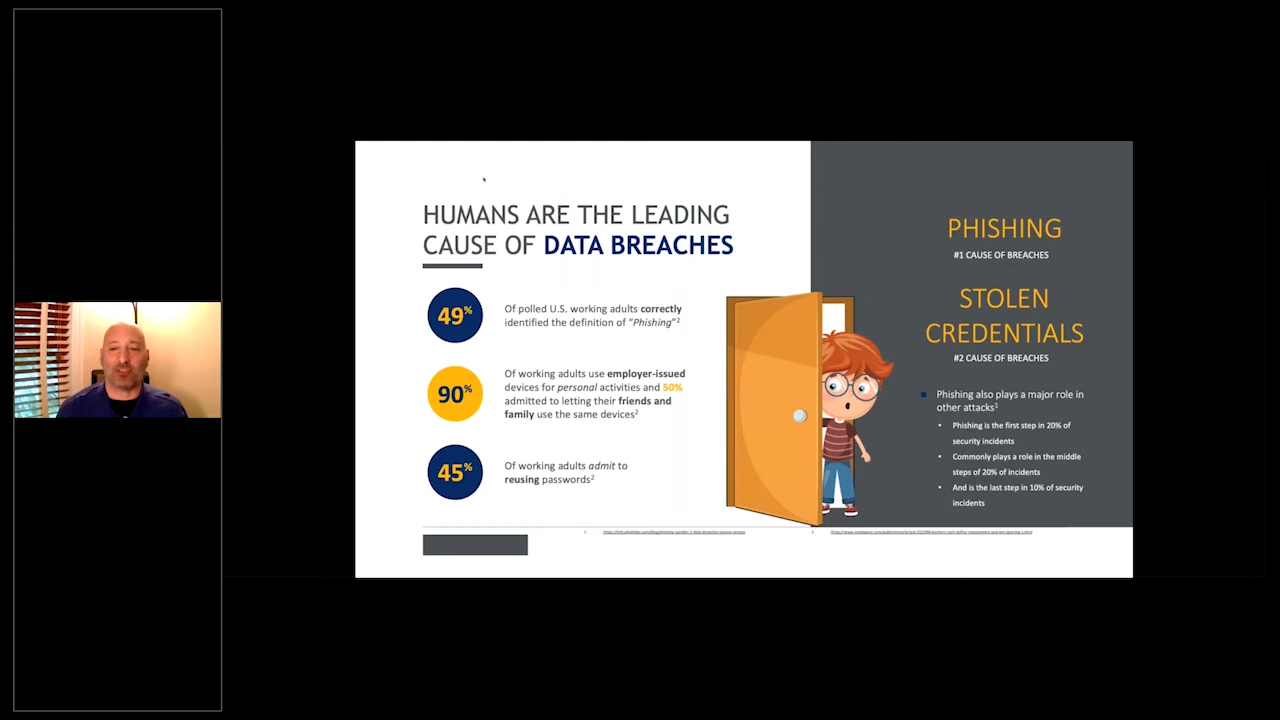 HUMANS ARE THE LEADING
CAUSE OF DATA BREACHES
49%
Of polled U.S. working adults correctly
identified the definition of "Phishing"2
90%
Of working adults use employer-issued
devices for personal activities and 50%
admitted to letting their friends and
family use the same devices2
45%
Of working adults admit to
reusing passwords2
PHISHING
#1 CAUSE OF BREACHES
STOLEN
CREDENTIALS
#2 CAUSE OF BREACHES
Phishing also plays a major role in
other attacks1
Phishing is the first step in 20% of
security incidents
Commonly plays a role in the middle
steps of 20% of incidents
And is the last step in 10% of security
incidents
1
2